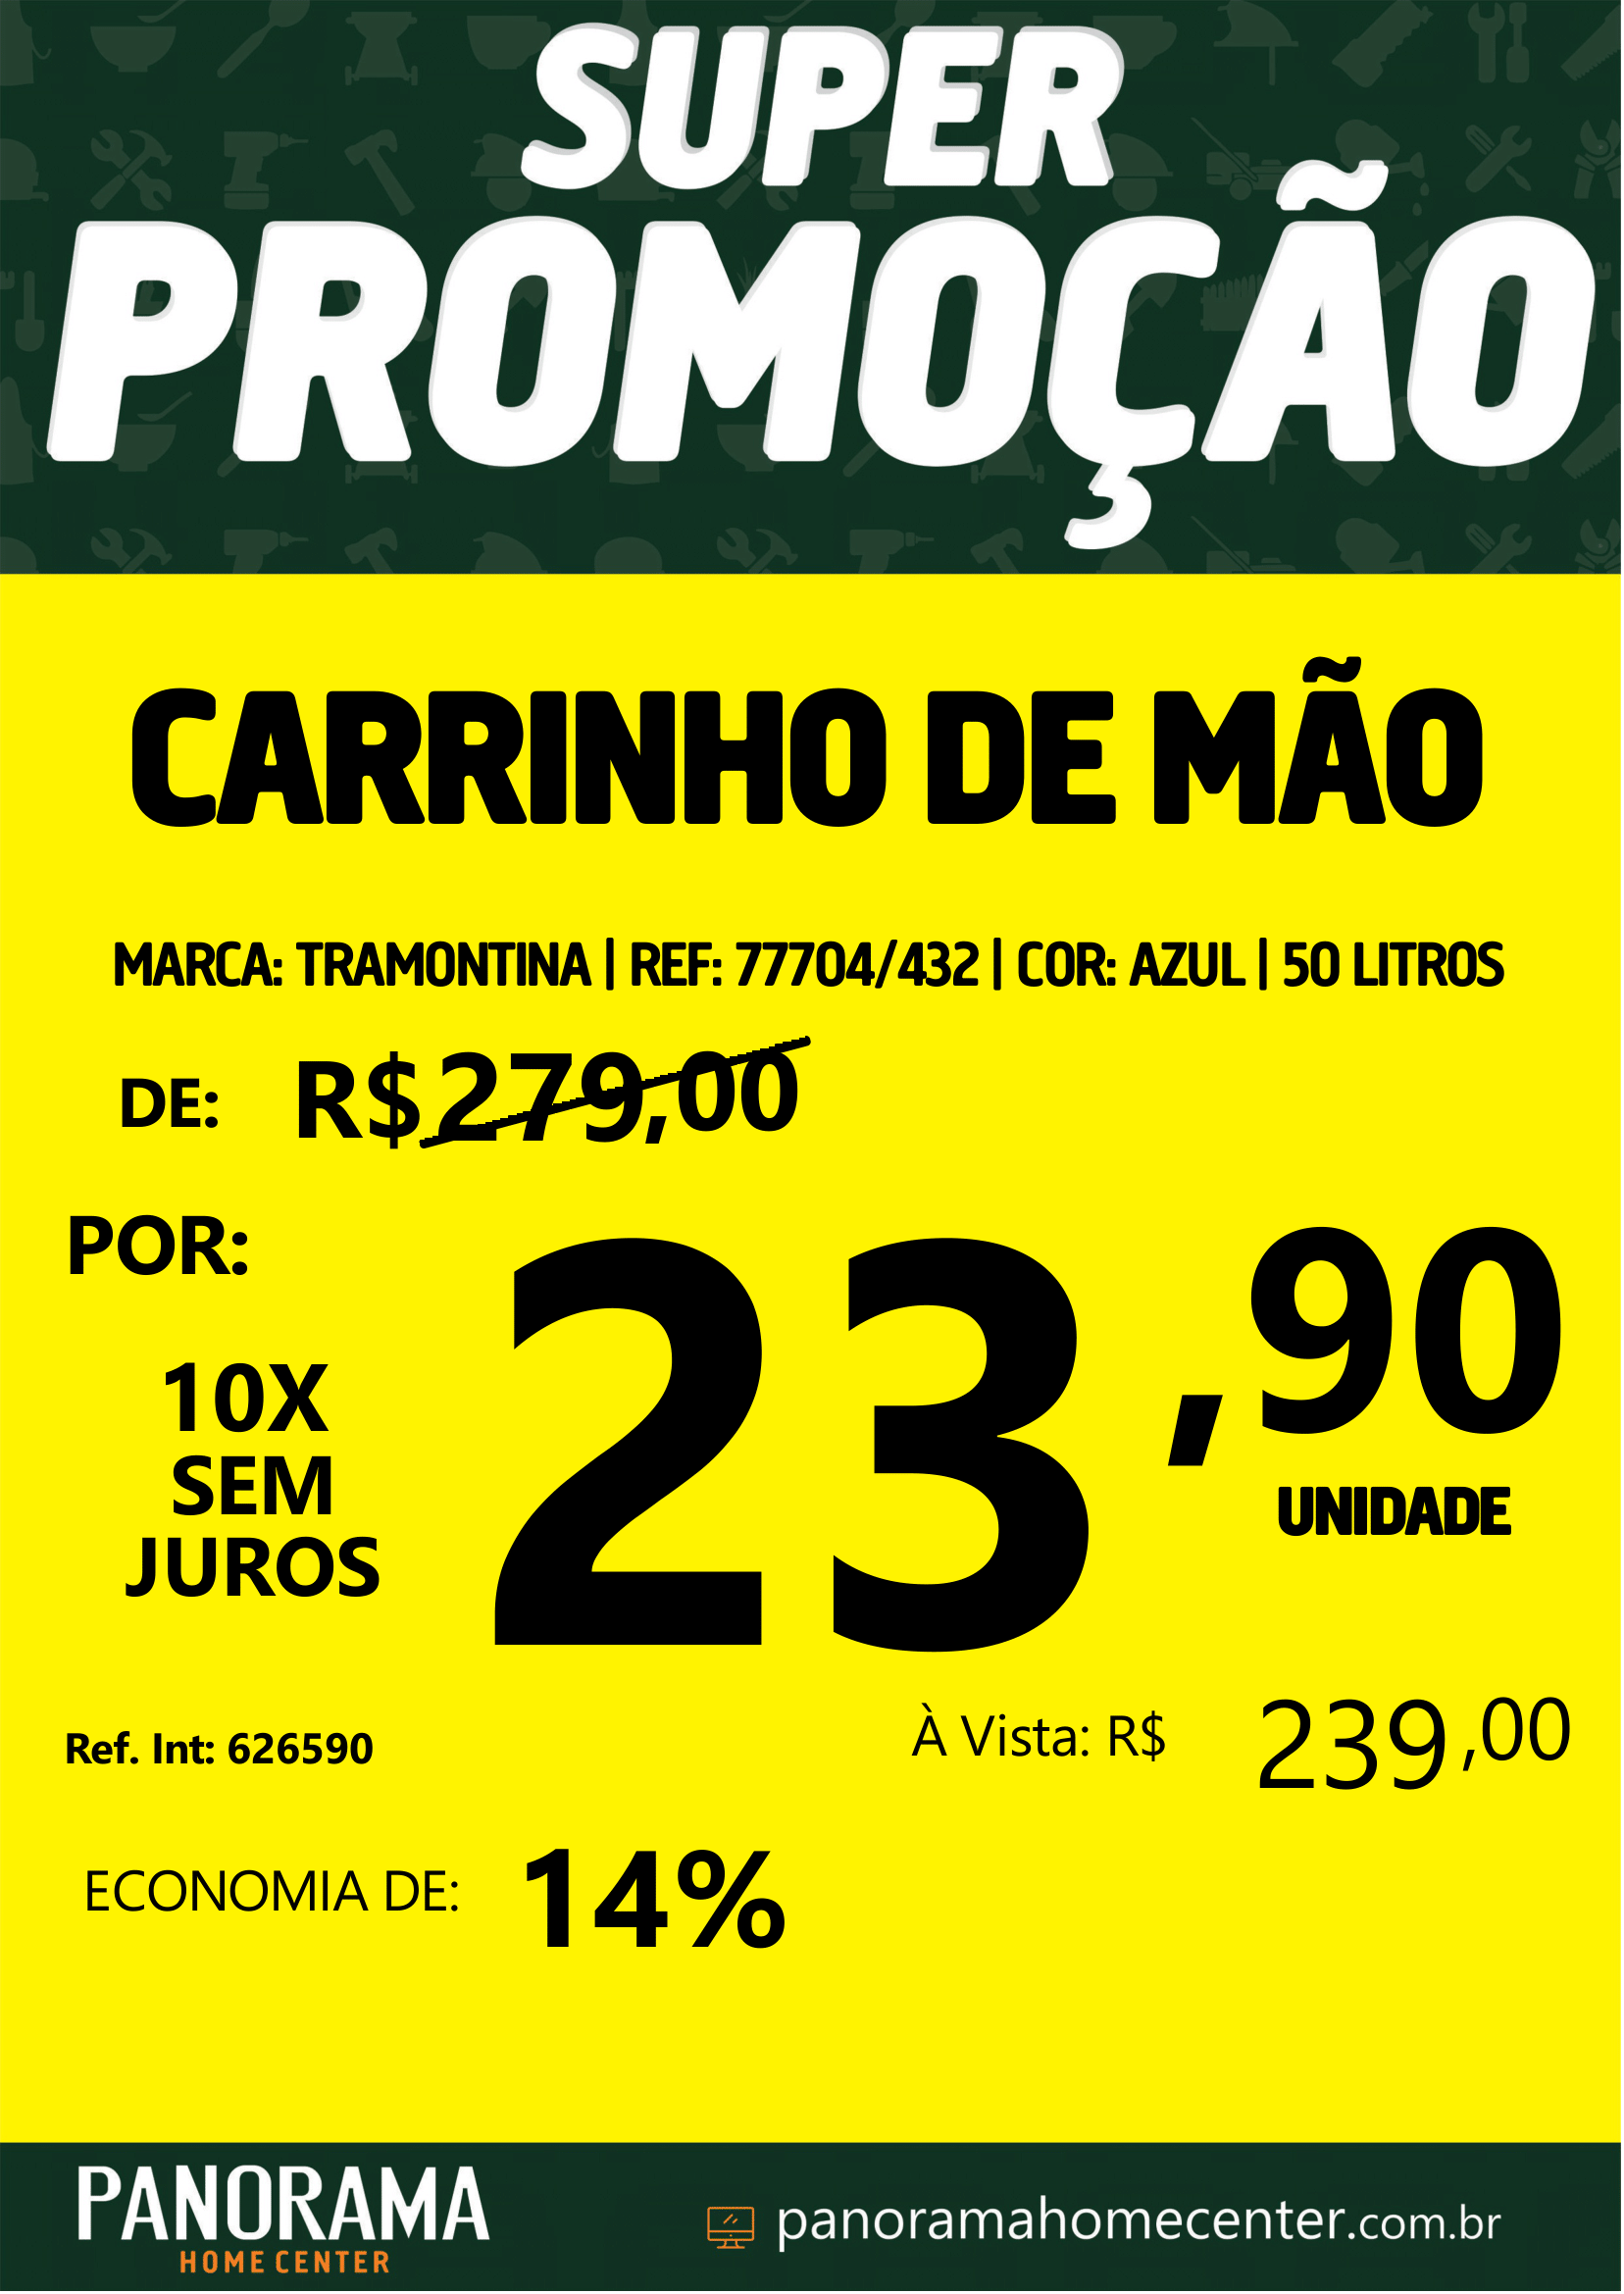 SUPER
PROMOÇÃO
CARRINHO DE MÃO
MARCA: TRAMONTINA | REF: 77704/432 | COR: AZUL | 50 LITROS
DE: R$ 279,00
POR:
10X
SEM
JUROS
23,90
UNIDADE
À Vista: R$ 239,00
Ref. Int: 626590
ECONOMIA DE: 14%
PANORAMA
HOME CENTER
panoramahomecenter.com.br